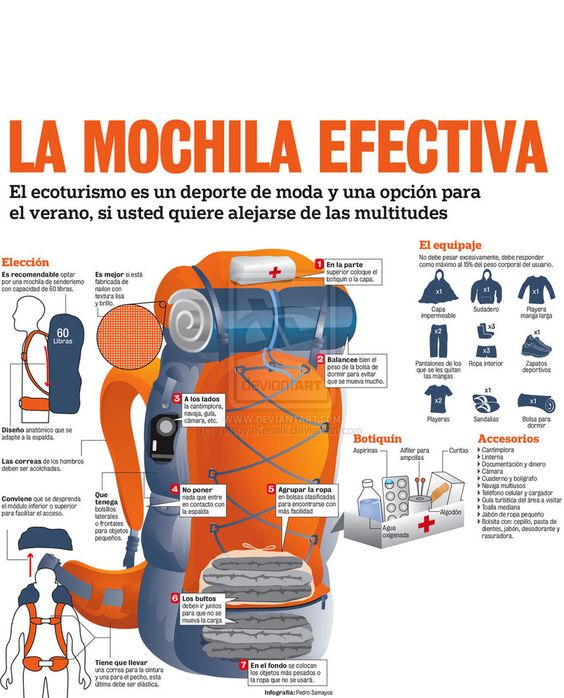 LA MOCHILA EFECTIVA
El ecoturismo es un deporte de moda y una opción para
el verano, si usted quiere alejarse de las multitudes
Elección
Es recomendable optar
por una mochila de senderismo
con capacidad de 60 libras.
Es mejor si está
fabricada de
nailon con
textura lisa
y brillo.
60
Libras
Diseño anatómico que se
adapte a la espalda.
Las correas de los hombros
deben ser acolchadas.
Conviene que se desprenda
el módulo inferior o superior
para facilitar el acceso.
Que
tenga
bolsillos
laterales
o frontales
para objetos
pequeños.
Tiene que llevar
una correa para la cintura
y una para el pecho, esta
última debe ser elástica.
1 En la parte
superior coloque el
botiquín o la capa.
2 Balancee bien el
peso de la bolsa de
dormir para evitar
que se mueva mucho.
3 A los lados
la cantimplora,
navaja, guía,
cámara, etc.
4 No poner
nada que entre
en contacto con
la espalda
5 Agrupar la ropa
en bolsas clasificadas
para encontrarse con
más facilidad
6 Los bultos
deben ir juntos
para que no se
mueva la carga
7 En el fondo se colocan
los objetos más pesados o
la ropa que no se usará.
deviantART
WWW.DEVIANTART.COM
El equipaje
No debe pesar excesivamente, debe responder
como máximo al 15% del peso corporal del usuario.
x1
Capa
impermeable
x1
Sudadero
x1
Playera
manga larga
x2
Pantalones de los
que se les quitan
las mangas
x3
x3
Ropa interior
x2
Zapatos
deportivos
x2
Playeras
x1
Sandalias
x1
Bolsa para
dormir
Botiquín
Aspirinas
Alfiler para
ampollas
Curitas
Algodón
Agua
oxigenada
Accesorios
Cantimplora
Linterna
Documentación y dinero
Cámara
Cuaderno y bolígrafo
Navaja multiusos
Teléfono celular y cargador
Guía turística del área a visitar
Toalla mediana
Jabón de ropa pequeño
Bolsita con: cepillo, pasta de
dientes, jabón, desodorante y
rasuradora.
Infografía: Pedro Samayoa